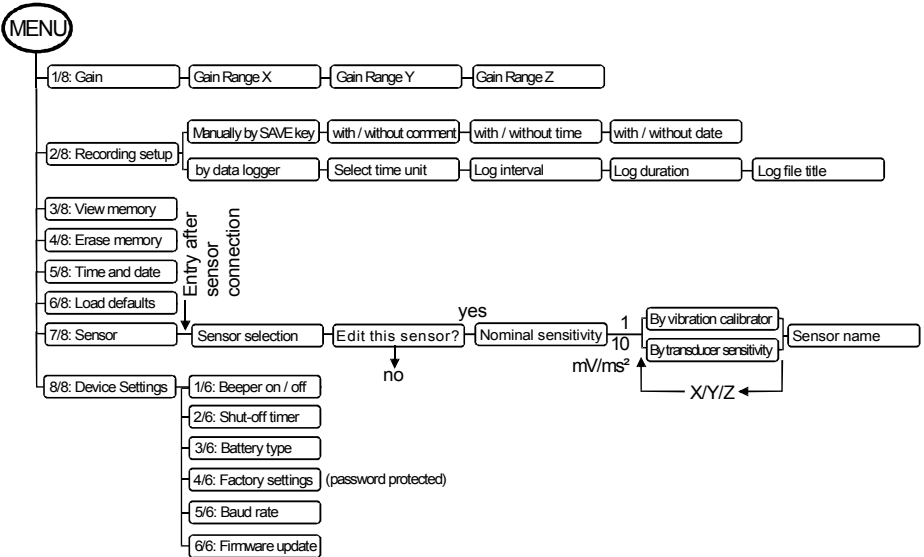 MENU
1/8: Gain
Gain Range X
Gain Range Y
Gain Range Z
2/8: Recording setup
Manually by SAVE key
with / without comment
with / without time
with / without date
by data logger
Select time unit
Log interval
Log duration
Log file title
3/8: View memory
4/8: Erase memory
5/8: Time and date
6/8: Load defaults
Entry after
sensor
connection
7/8: Sensor
Sensor selection
Edit this sensor?
yes
no
Nominal sensitivity
1
10
mV/ms²
By vibration calibrator
By transducer sensitivity
X/Y/Z
Sensor name
8/8: Device Settings
1/6: Beeper on / off
2/6: Shut-off timer
3/6: Battery type
4/6: Factory settings
(password protected)
5/6: Baud rate
6/6: Firmware update